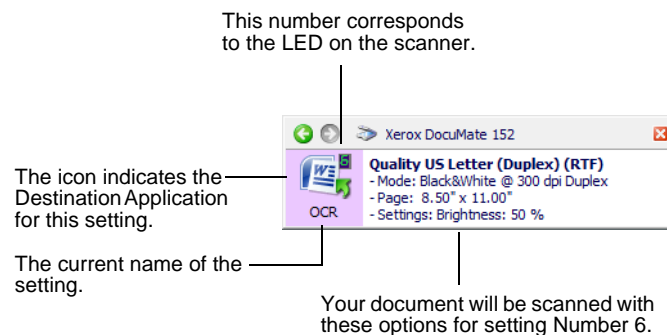 This number corresponds
to the LED on the scanner.
Xerox DocuMate 152
6
Quality US Letter (Duplex) (RTF)
- Mode: Black&White @ 300 dpi Duplex
- Page: 8.50" x 11.00"
- Settings: Brightness: 50 %
W
OCR
The icon indicates the
Destination Application
for this setting.
The current name of the
setting.
Your document will be scanned with
these options for setting Number 6.